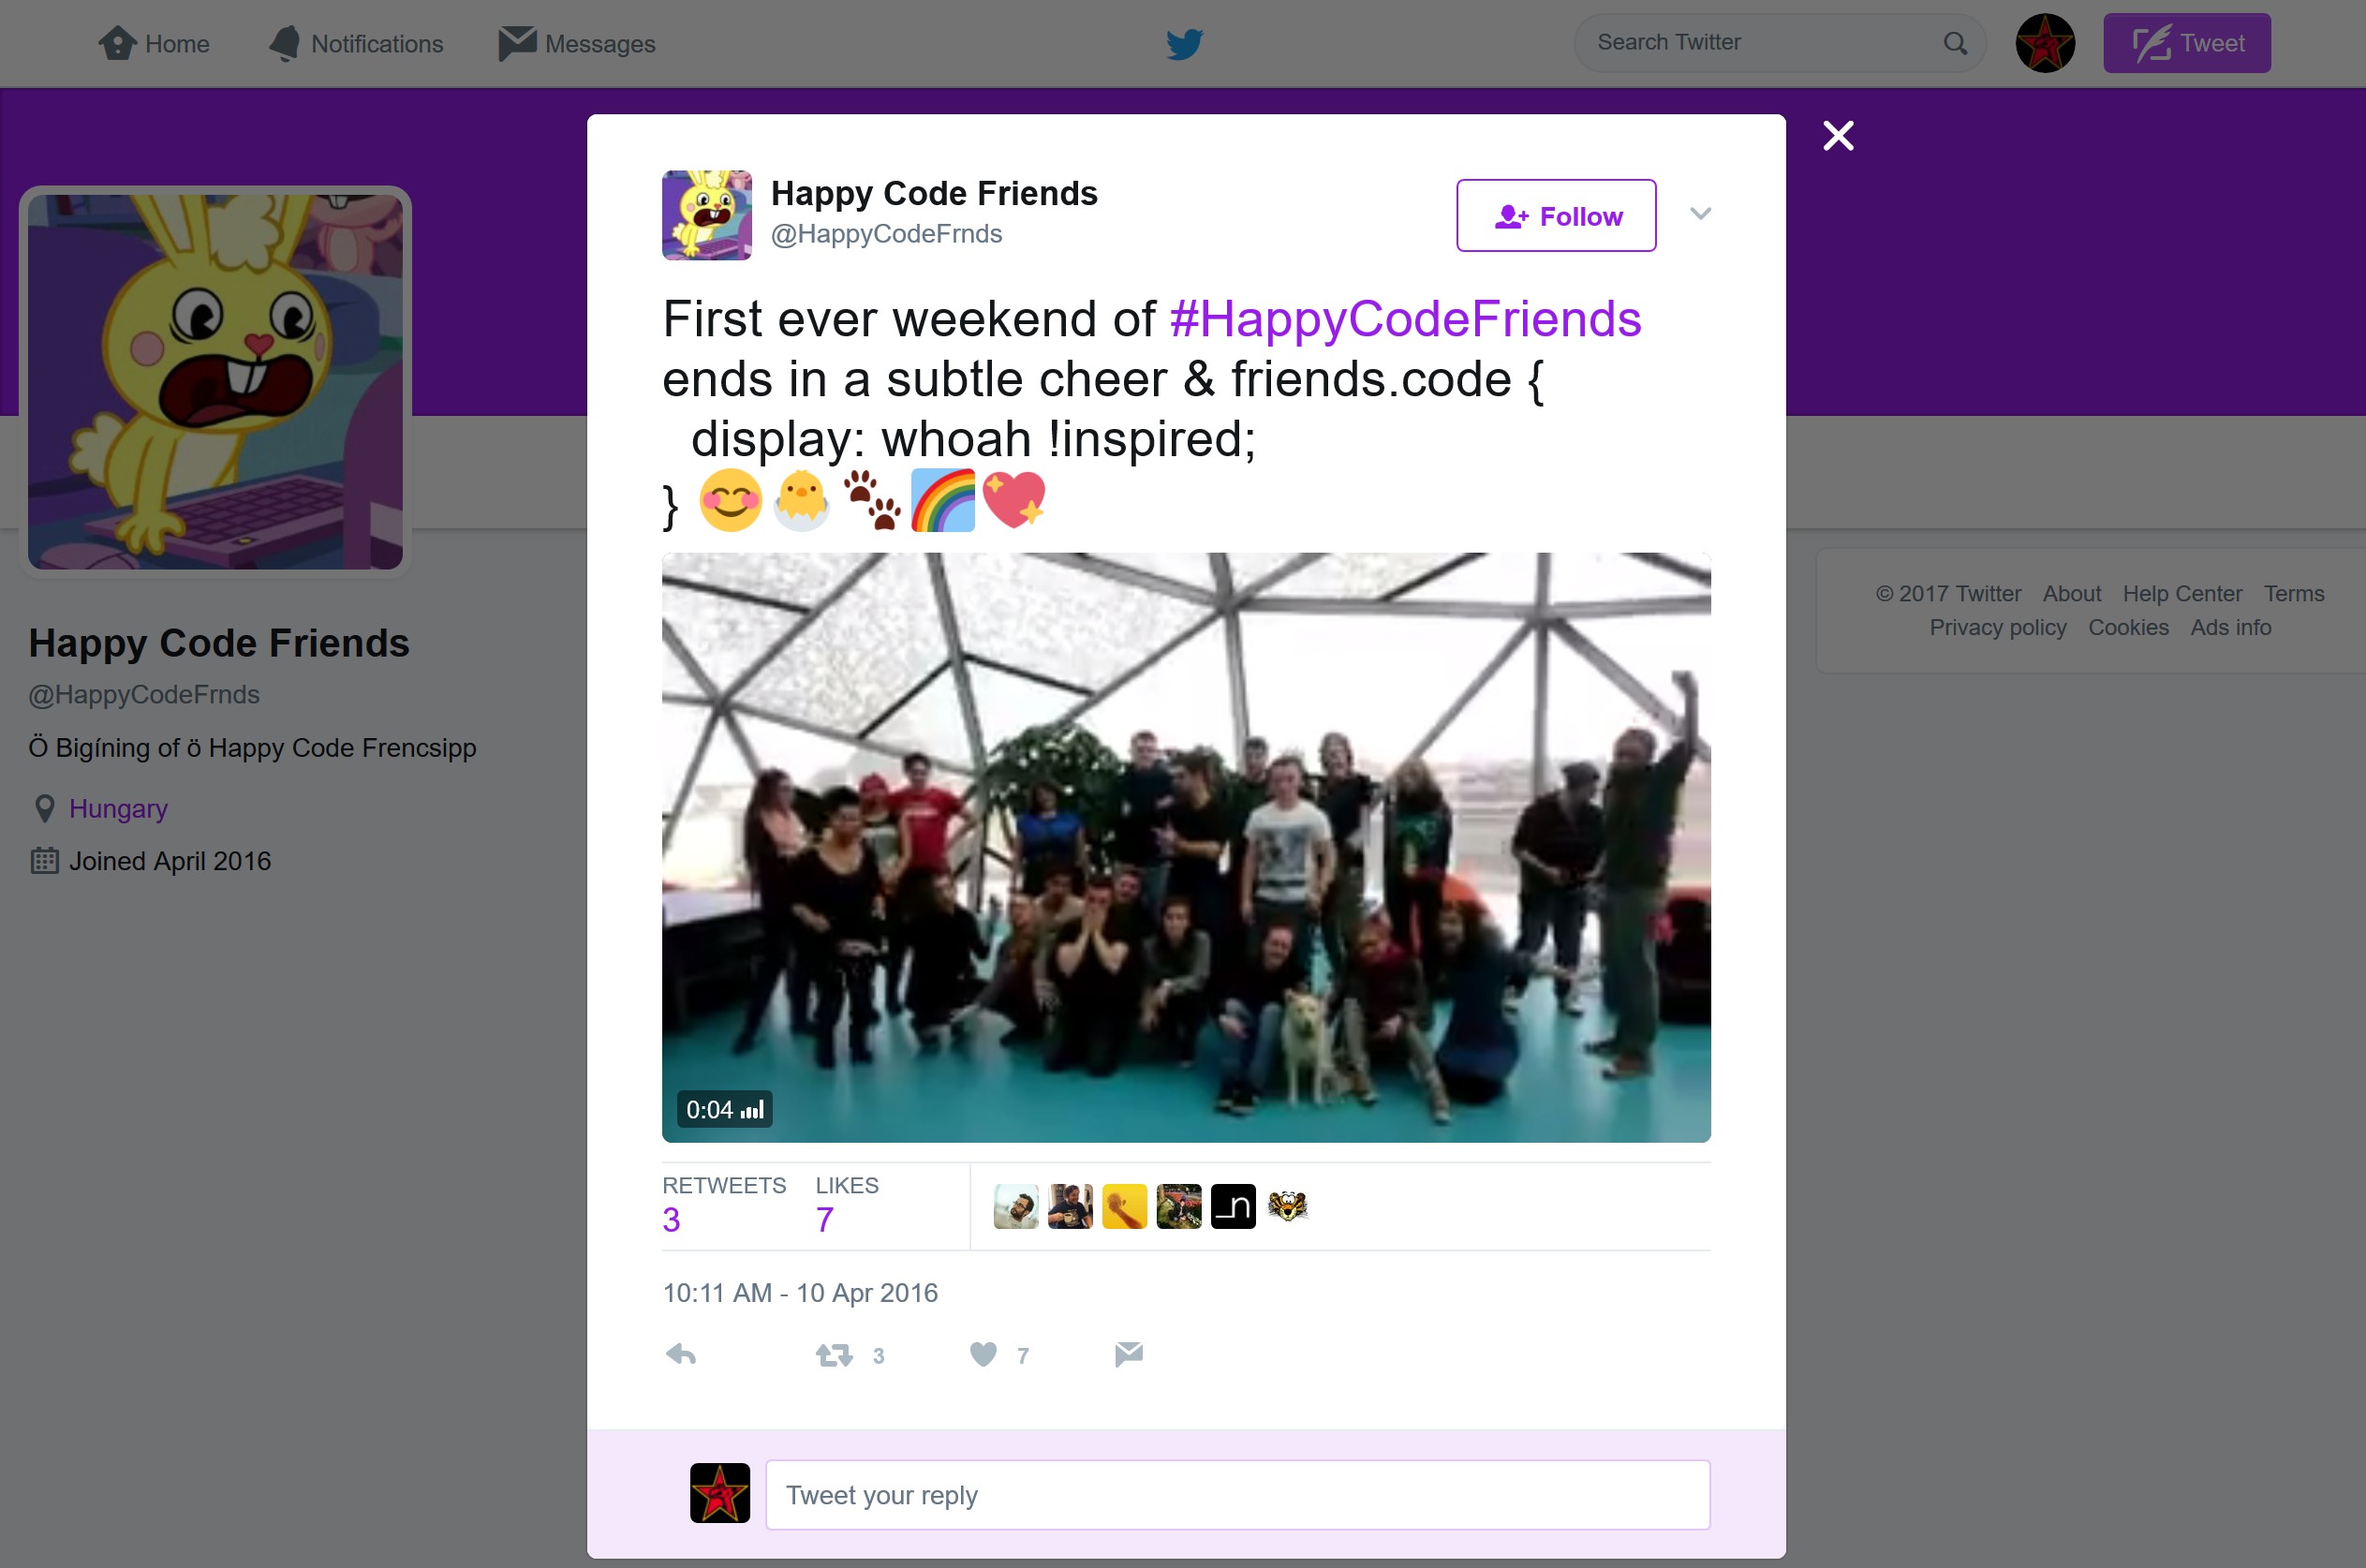 Home
Notifications
Messages
Search Twitter
Tweet
Happy Code Friends
@HappyCodeFrnds
Follow
First ever weekend of #HappyCodeFriends
ends in a subtle cheer & friends.code {
display: whoah !inspired;
} 😊🐣🐾🌈💖
0:04
RETWEETS
3
LIKES
7
10:11 AM - 10 Apr 2016
3
7
Tweet your reply
Happy Code Friends
@HappyCodeFrnds
Ö Bigíning of ö Happy Code Frencsipp
Hungary
Joined April 2016
© 2017 Twitter About Help Center Terms
Privacy policy Cookies Ads info